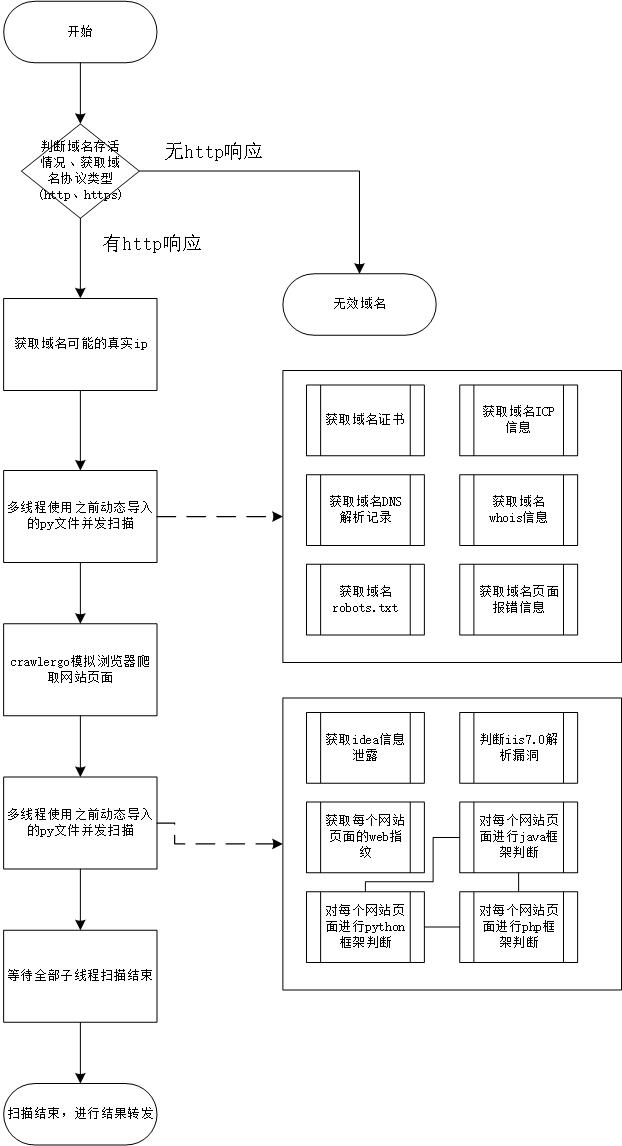 开始
判断域名存活
情况、获取域
名协议类型
(http、https)
无http响应
有http响应
无效域名
获取域名可能的真实ip
获取域名证书
获取域名ICP
信息
多线程使用之前动态导入
的py文件并发扫描
获取域名DNS
解析记录
获取域名
whois信息
获取域名
robots.txt
获取域名页面
报错信息
crawlergo模拟浏览器爬
取网站页面
获取idea信息
泄露
判断iis7.0解
析漏洞
多线程使用之前动态导入
的py文件并发扫描
获取每个网站
页面的web指
纹
对每个网站页
面进行java框
架判断
对每个网站页
面进行python
框架判断
对每个网站页
面进行php框
架判断
等待全部子线程扫描结束
扫描结束，进行结果转发